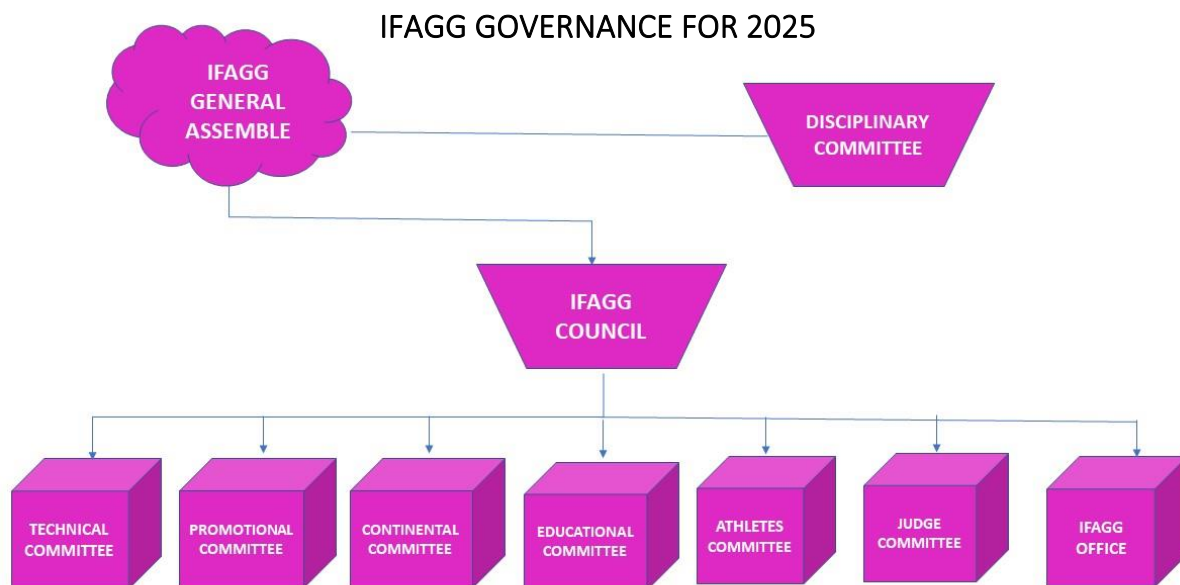 IFAGG GOVERNANCE FOR 2025
IFAGG
GENERAL
ASSEMBLE
DISCIPLINARY
COMMITTEE
IFAGG
COUNCIL
TECHNICAL
COMMITTEE
PROMOTIONAL
COMMITTEE
CONTINENTAL
COMMITTEE
EDUCATIONAL
COMMITTEE
ATHLETES
COMMITTEE
JUDGE
COMMITTEE
IFAGG
OFFICE